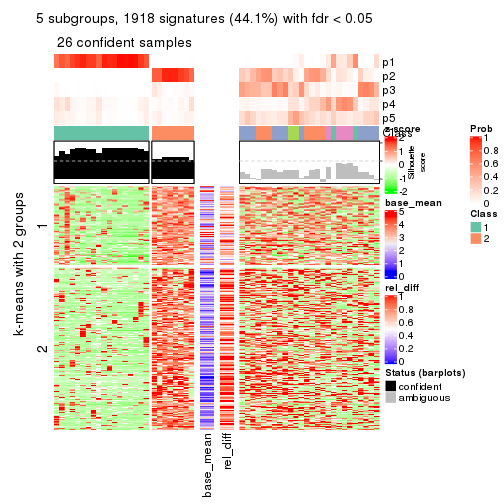 5 subgroups, 1918 signatures (44.1%) with fdr < 0.05
26 confident samples
p1
p2
p3
p4
p5
Class
z-score
2
1
0
-1
-2
Silhouette
score
base_mean
5
4
3
2
1
0
rel_diff
1
0.8
0.6
0.4
0.2
0
Status (barplots)
confident
ambiguous
Prob
1
0.8
0.6
0.4
0.2
0
Class
1
2
k-means with 2 groups
1
2
base_mean
rel_diff